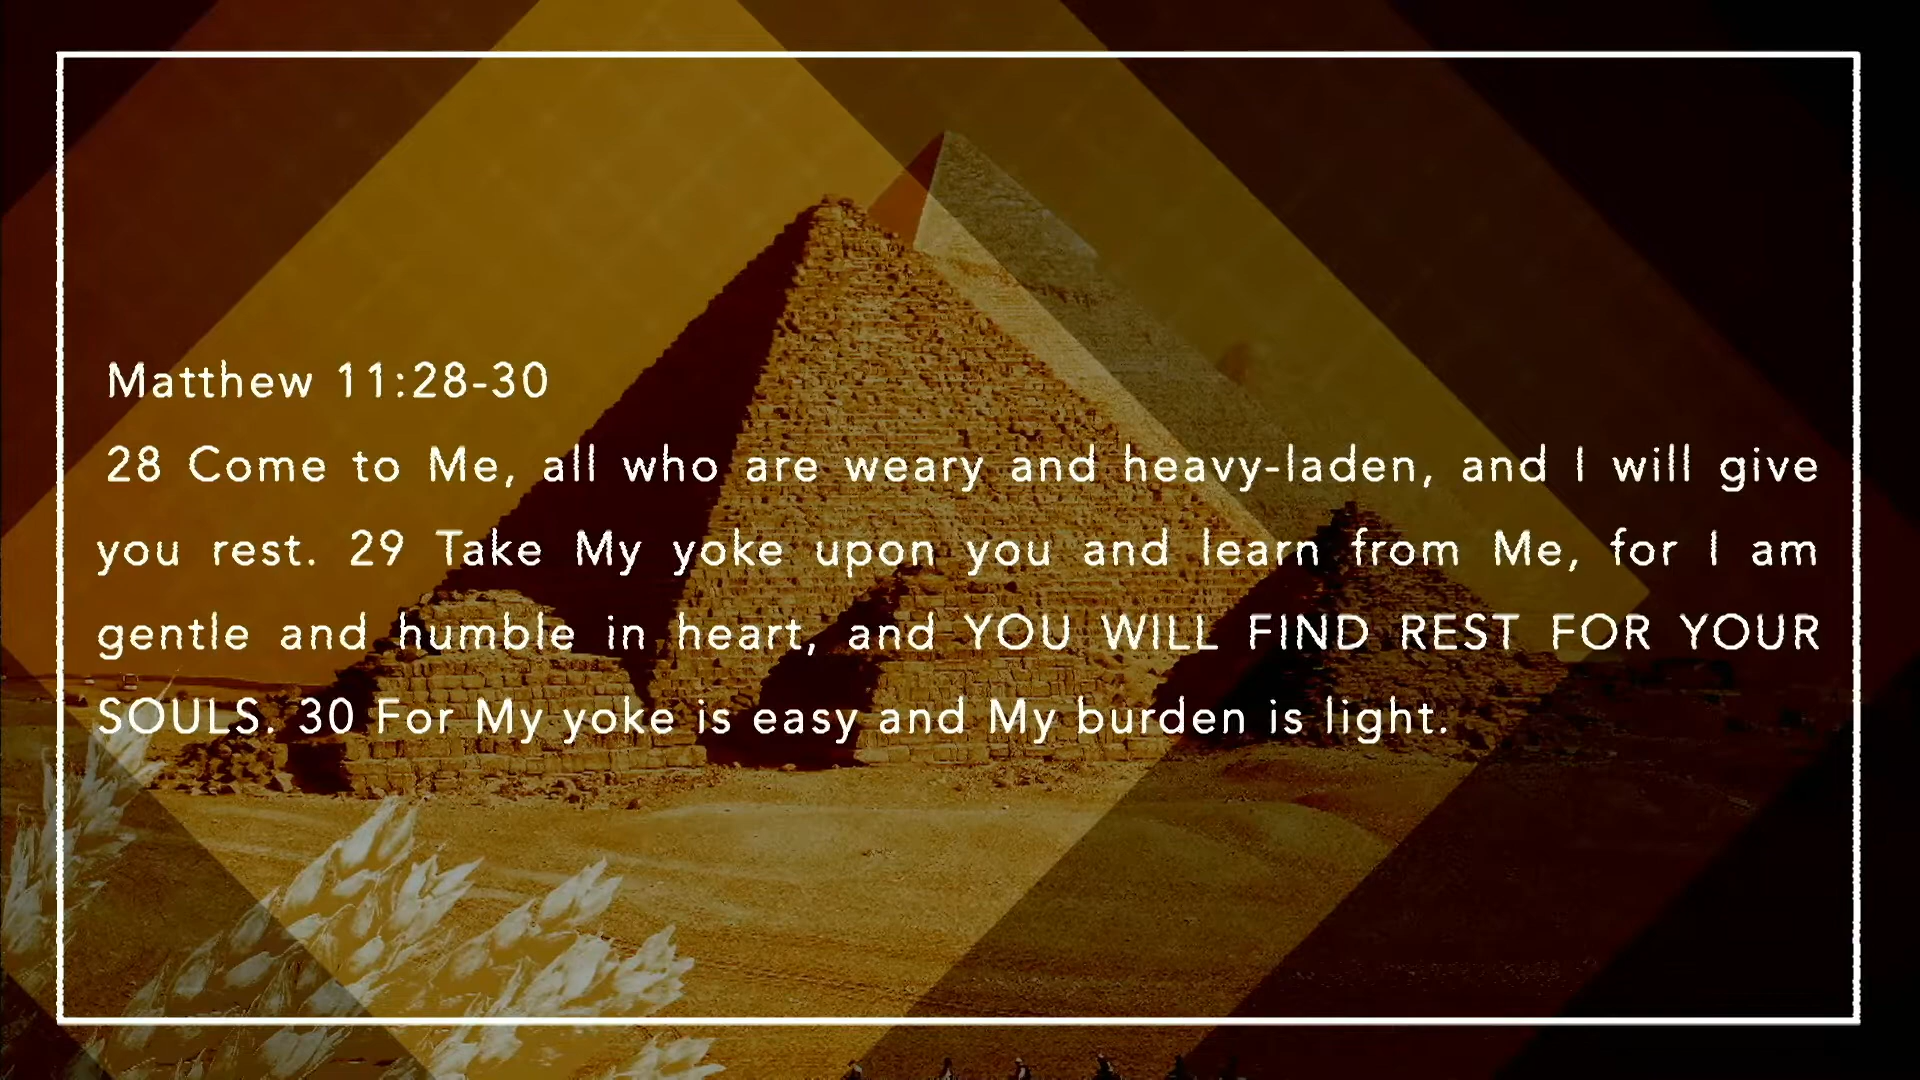 Matthew 11:28-30
28 Come to Me, all who are weary and heavy-laden, and I will give
you rest. 29 Take My yoke upon you and learn from Me, for I am
gentle and humble in heart, and YOU WILL FIND REST FOR YOUR
SOULS. 30 For My yoke is easy and My burden is light.